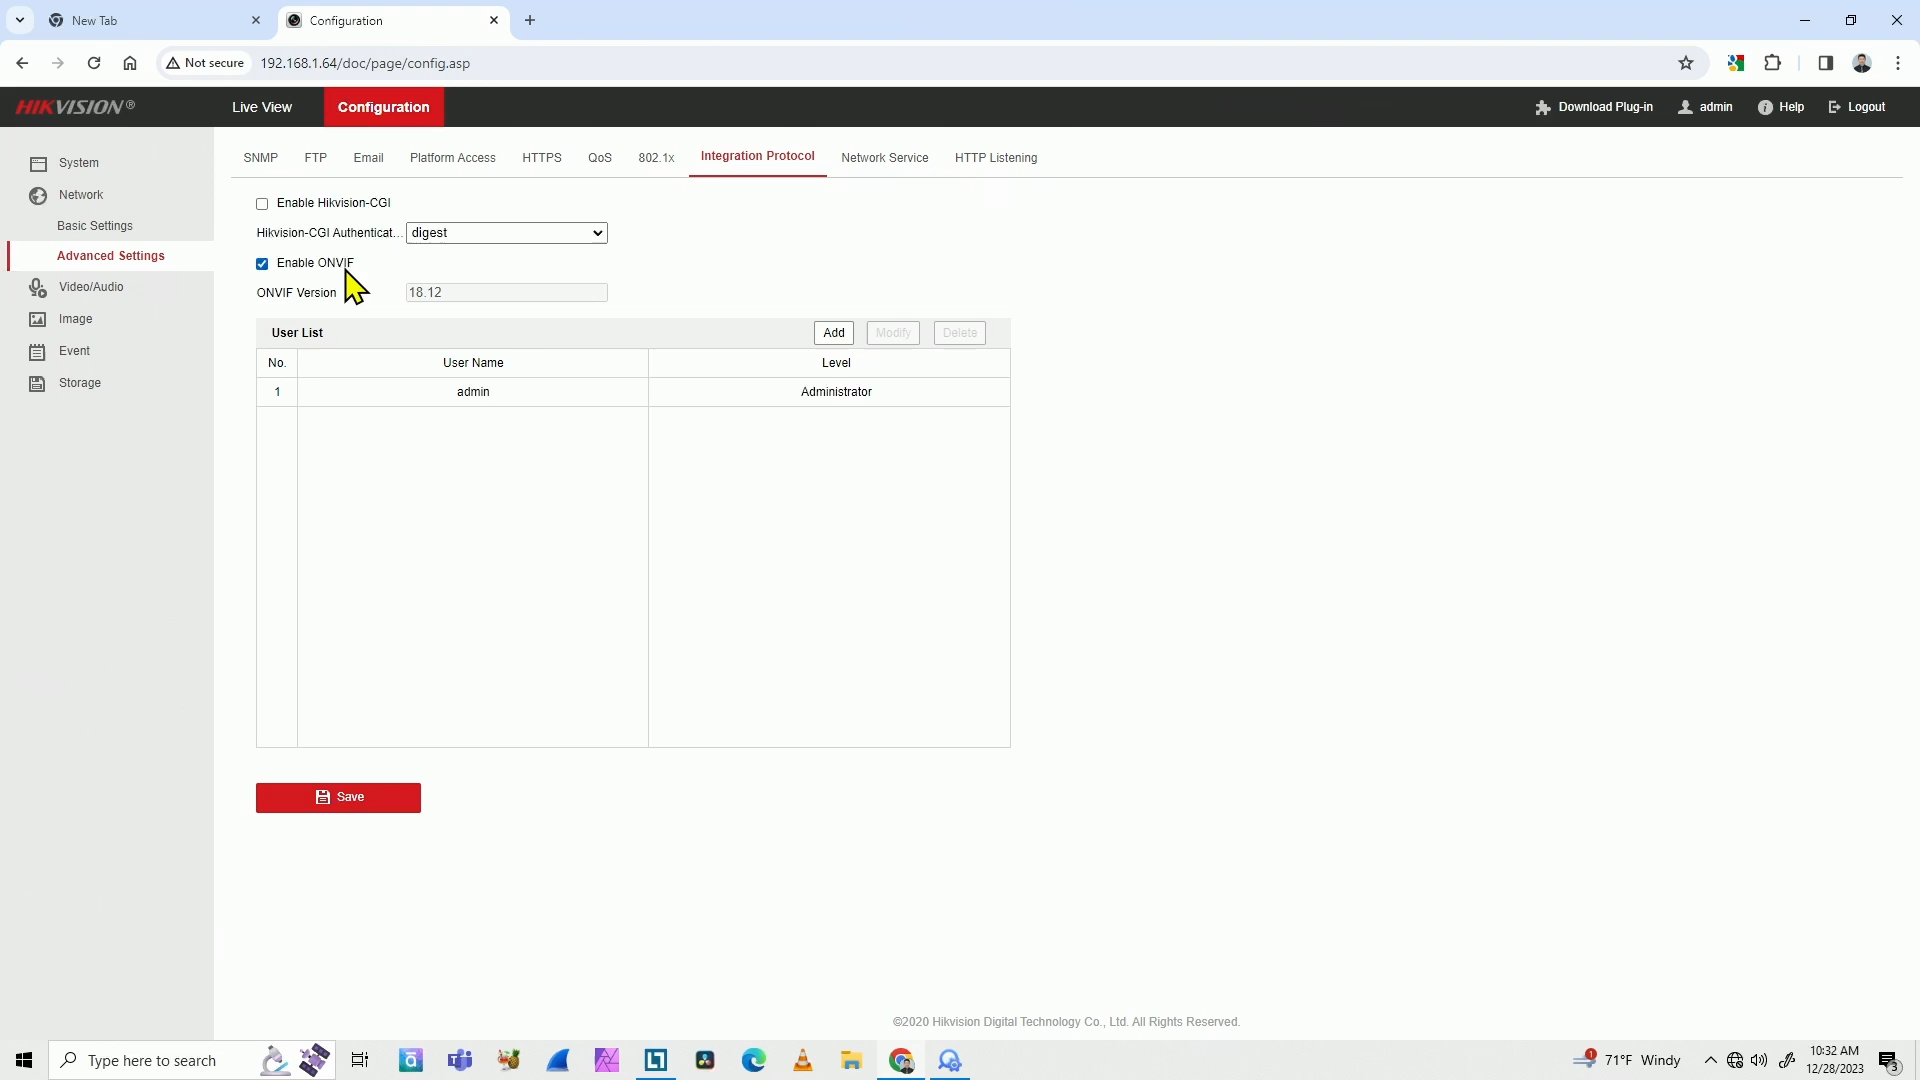 New Tab
Configuration
Not secure
192.168.1.64/doc/page/config.asp
HIKVISION®
Live View
Configuration
Download Plug-in
admin
Help
Logout
System
Network
Basic Settings
Advanced Settings
Video/Audio
Image
Event
Storage
SNMP
FTP
Email
Platform Access
HTTPS
QoS
802.1x
Integration Protocol
Network Service
HTTP Listening
Enable Hikvision-CGI
Hikvision-CGI Authenticat...
digest
Enable ONVIF
ONVIF Version
18.12
User List
Add
Modify
Delete
No.
User Name
Level
1
admin
Administrator
Save
©2020 Hikvision Digital Technology Co., Ltd. All Rights Reserved.
Type here to search
1
71°F Windy
10:32 AM
12/28/2023
3